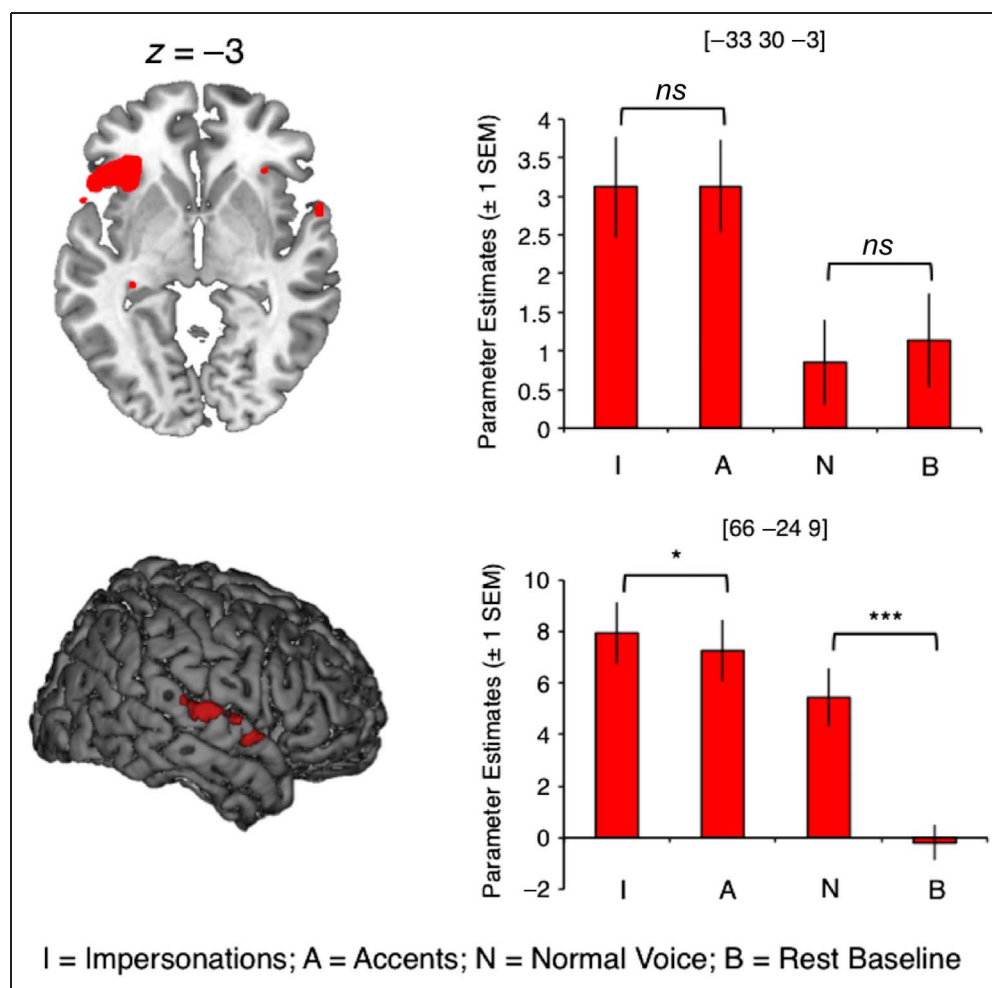 z = −3
[−33 30 −3]
ns
ns
Parameter Estimates (± 1 SEM)
4
3.5
3
2.5
2
1.5
1
0.5
0
I A N B
[66 −24 9]
*
***
Parameter Estimates (± 1 SEM)
10
8
6
4
2
0
−2
I A N B
I = Impersonations; A = Accents; N = Normal Voice; B = Rest Baseline